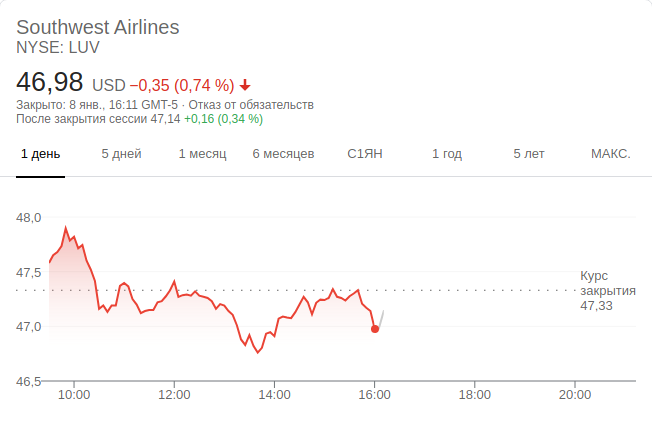 Southwest Airlines
NYSE: LUV
46,98 USD −0,35 (0,74 %)
Закрыто: 8 янв., 16:11 GMT-5 · Отказ от обязательств
После закрытия сессии 47,14 +0,16 (0,34 %)
1 день 5 дней 1 месяц 6 месяцев С1ЯН 1 год 5 лет МАКС.
48,0
47,5
47,0
46,5
Курс
закрытия
47,33
10:00 12:00 14:00 16:00 18:00 20:00